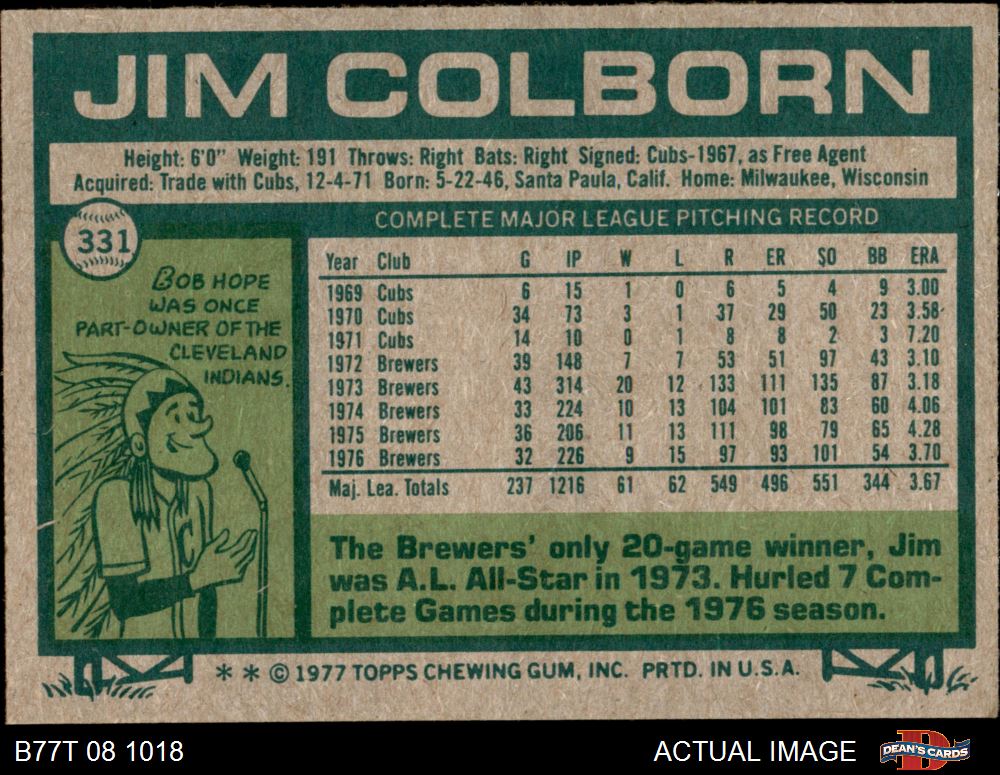 JIM COLBORN
Height: 6'0" Weight: 191 Throws: Right Bats: Right Signed: Cubs-1967, as Free Agent
Acquired: Trade with Cubs, 12-4-71 Born: 5-22-46, Santa Paula, Calif. Home: Milwaukee, Wisconsin
331
BOB HOPE
WAS ONCE
PART-OWNER OF THE
CLEVELAND
INDIANS.
C
COMPLETE MAJOR LEAGUE PITCHING RECORD
Year Club G IP W L R ER SO BB ERA
1969 Cubs 6 15 1 0 6 5 4 9 3.00
1970 Cubs 34 73 3 1 37 29 50 23 3.58
1971 Cubs 14 10 0 1 8 8 2 3 7.20
1972 Brewers 39 148 7 7 53 51 97 43 3.10
1973 Brewers 43 314 20 12 133 111 135 87 3.18
1974 Brewers 33 224 10 13 104 101 83 60 4.06
1975 Brewers 36 206 11 13 111 98 79 65 4.28
1976 Brewers 32 226 9 15 97 93 101 54 3.70
Maj. Lea. Totals 237 1216 61 62 549 496 551 344 3.67
The Brewers' only 20-game winner, Jim
was A.L. All-Star in 1973. Hurled 7 Com-
plete Games during the 1976 season.
* * © 1977 TOPPS CHEWING GUM, INC. PRTD. IN U.S.A.
B77T 08 1018
ACTUAL IMAGE
D
DEAN'S CARDS